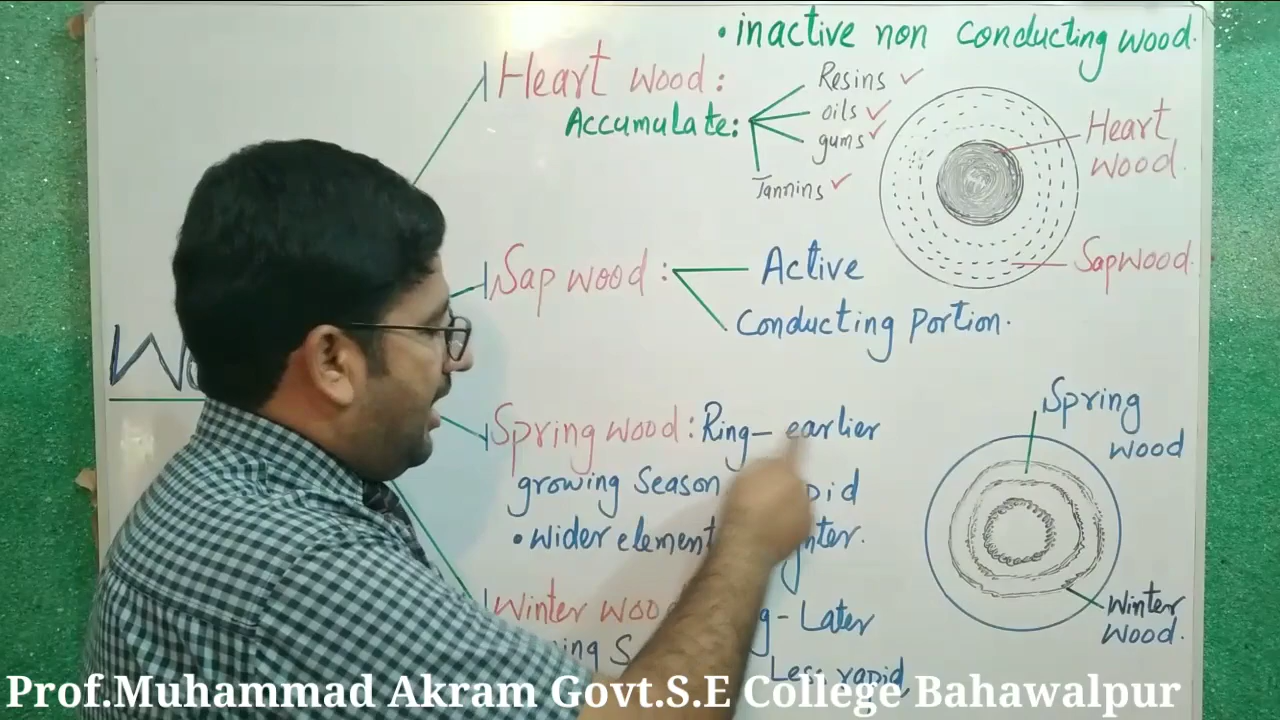 • inactive non conducting wood.
Heart wood:
Accumulate:
Resins ✓
oils ✓
gums ✓
Tannins ✓
Heart
wood.
Sap wood:
Active
Conducting Portion.
Sapwood.
Spring wood: Ring- earlier
growing Season
• wider element
Spring
wood
Winter
Ring- Later
Less rapid,
Winter
wood.
Prof.Muhammad Akram Govt.S.E College Bahawalpur